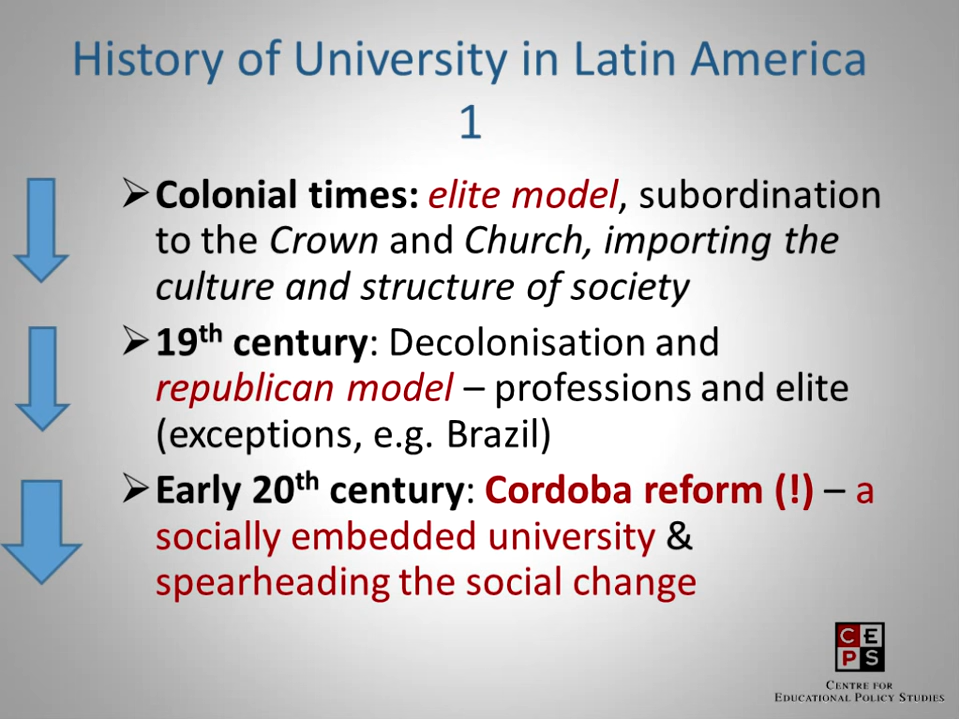 History of University in Latin America
1
➢Colonial times: elite model, subordination
to the Crown and Church, importing the
culture and structure of society
➢19th century: Decolonisation and
republican model – professions and elite
(exceptions, e.g. Brazil)
➢Early 20th century: Cordoba reform (!) – a
socially embedded university &
spearheading the social change
C E
P S
CENTRE FOR
EDUCATIONAL POLICY STUDIES